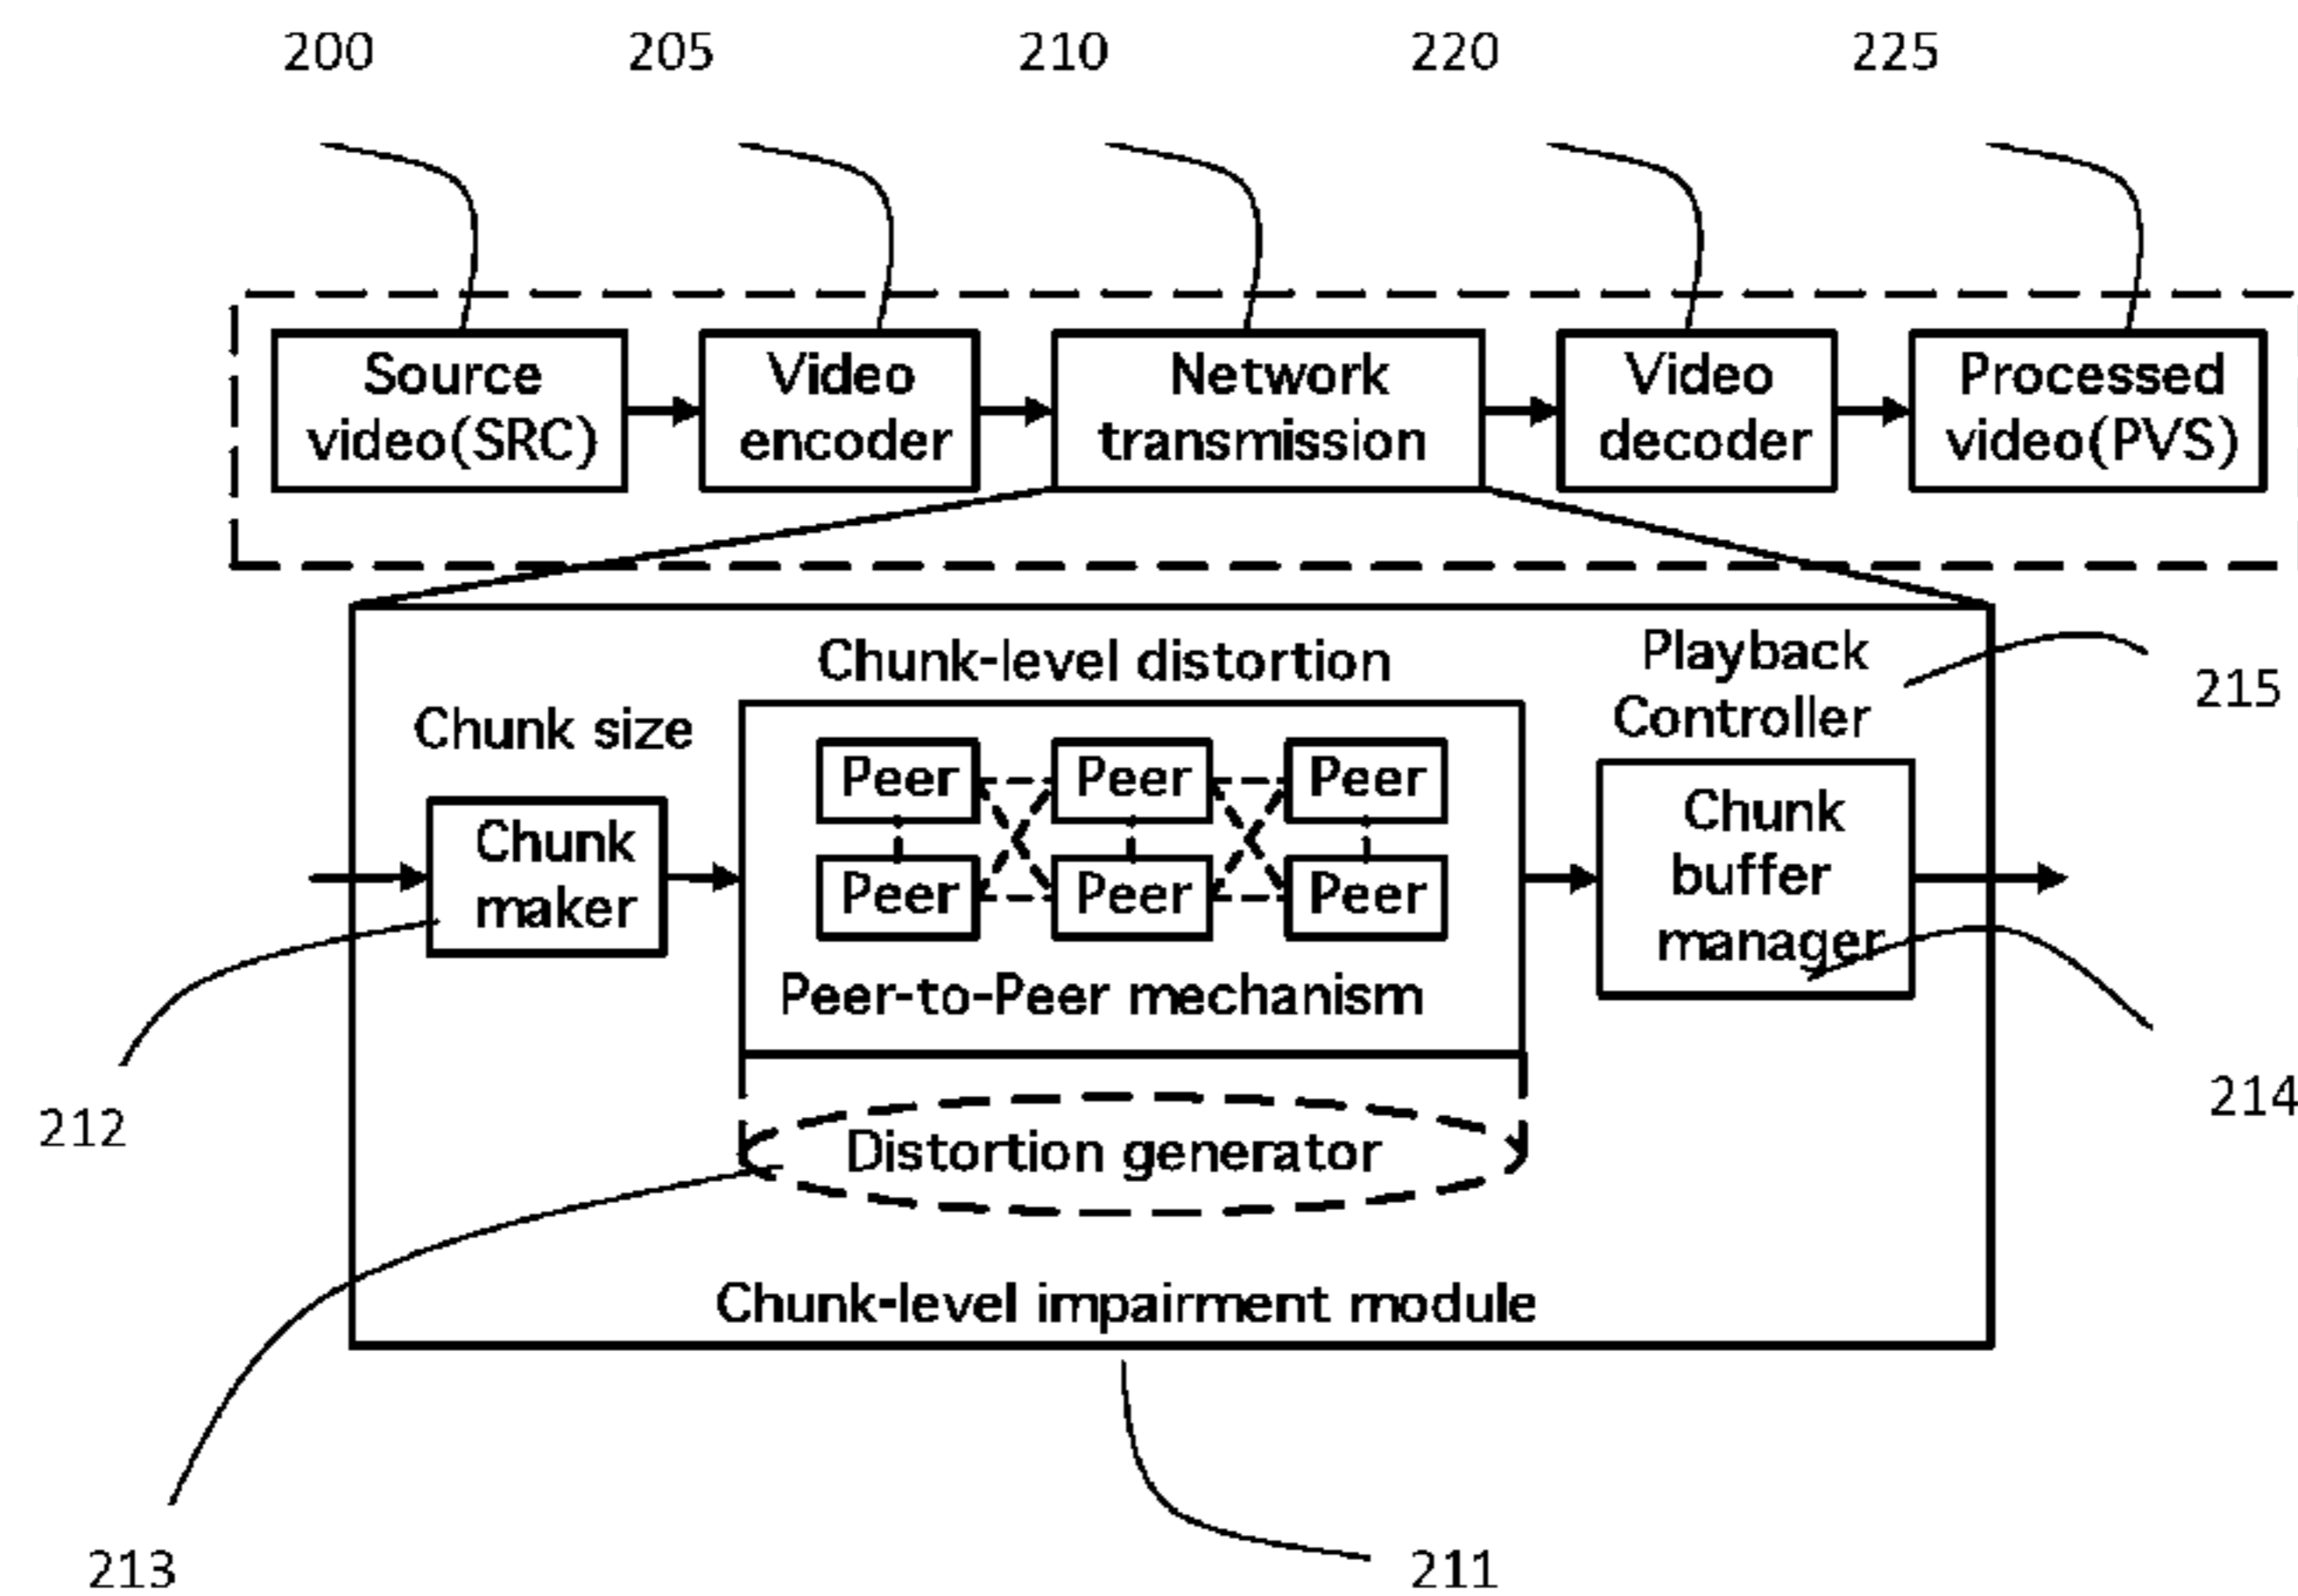 200 205 210 220 225
Source video(SRC)
Video encoder
Network transmission
Video decoder
Processed video(PVS)
Chunk-level distortion
Playback
Controller
215
Chunk size
Peer Peer Peer
Chunk
maker
Peer Peer Peer
Chunk
buffer
manager
Peer-to-Peer mechanism
212
214
Distortion generator
Chunk-level impairment module
213
211